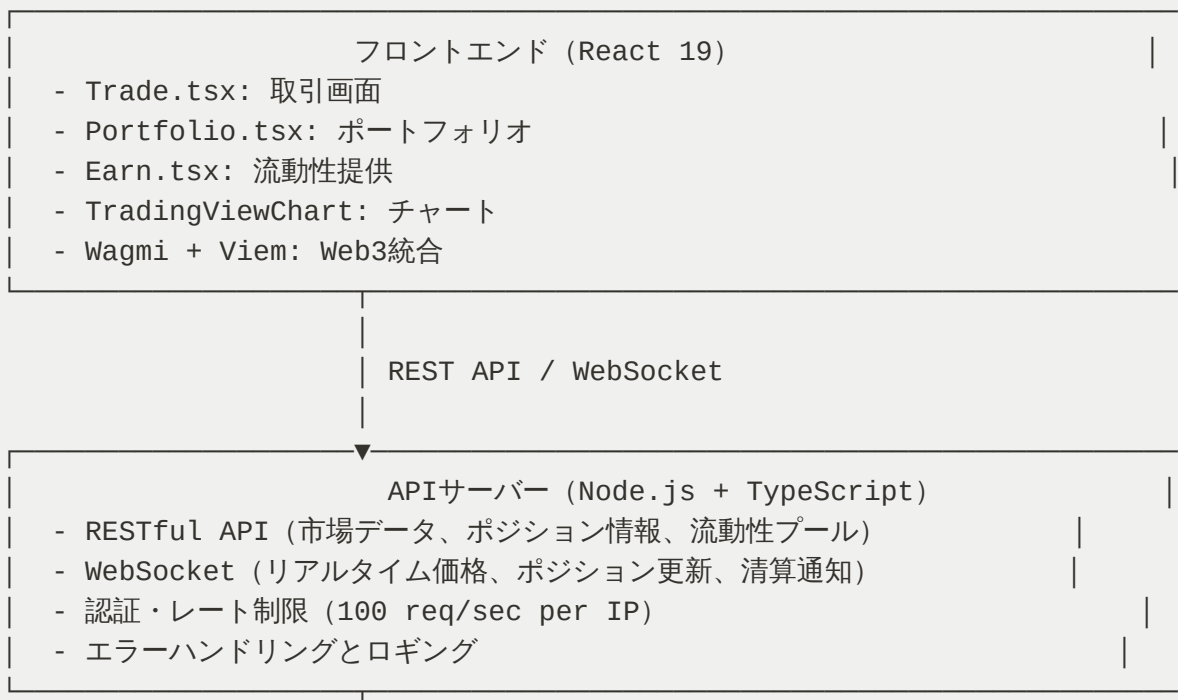 フロントエンド（React 19）
- Trade.tsx: 取引画面
- Portfolio.tsx: ポートフォリオ
- Earn.tsx: 流動性提供
- TradingViewChart: チャート
- Wagmi + Viem: Web3統合
REST API / WebSocket
APIサーバー（Node.js + TypeScript）
- RESTful API（市場データ、ポジション情報、流動性プール）
- WebSocket（リアルタイム価格、ポジション更新、清算通知）
- 認証・レート制限（100 req/sec per IP）
- エラーハンドリングとロギング